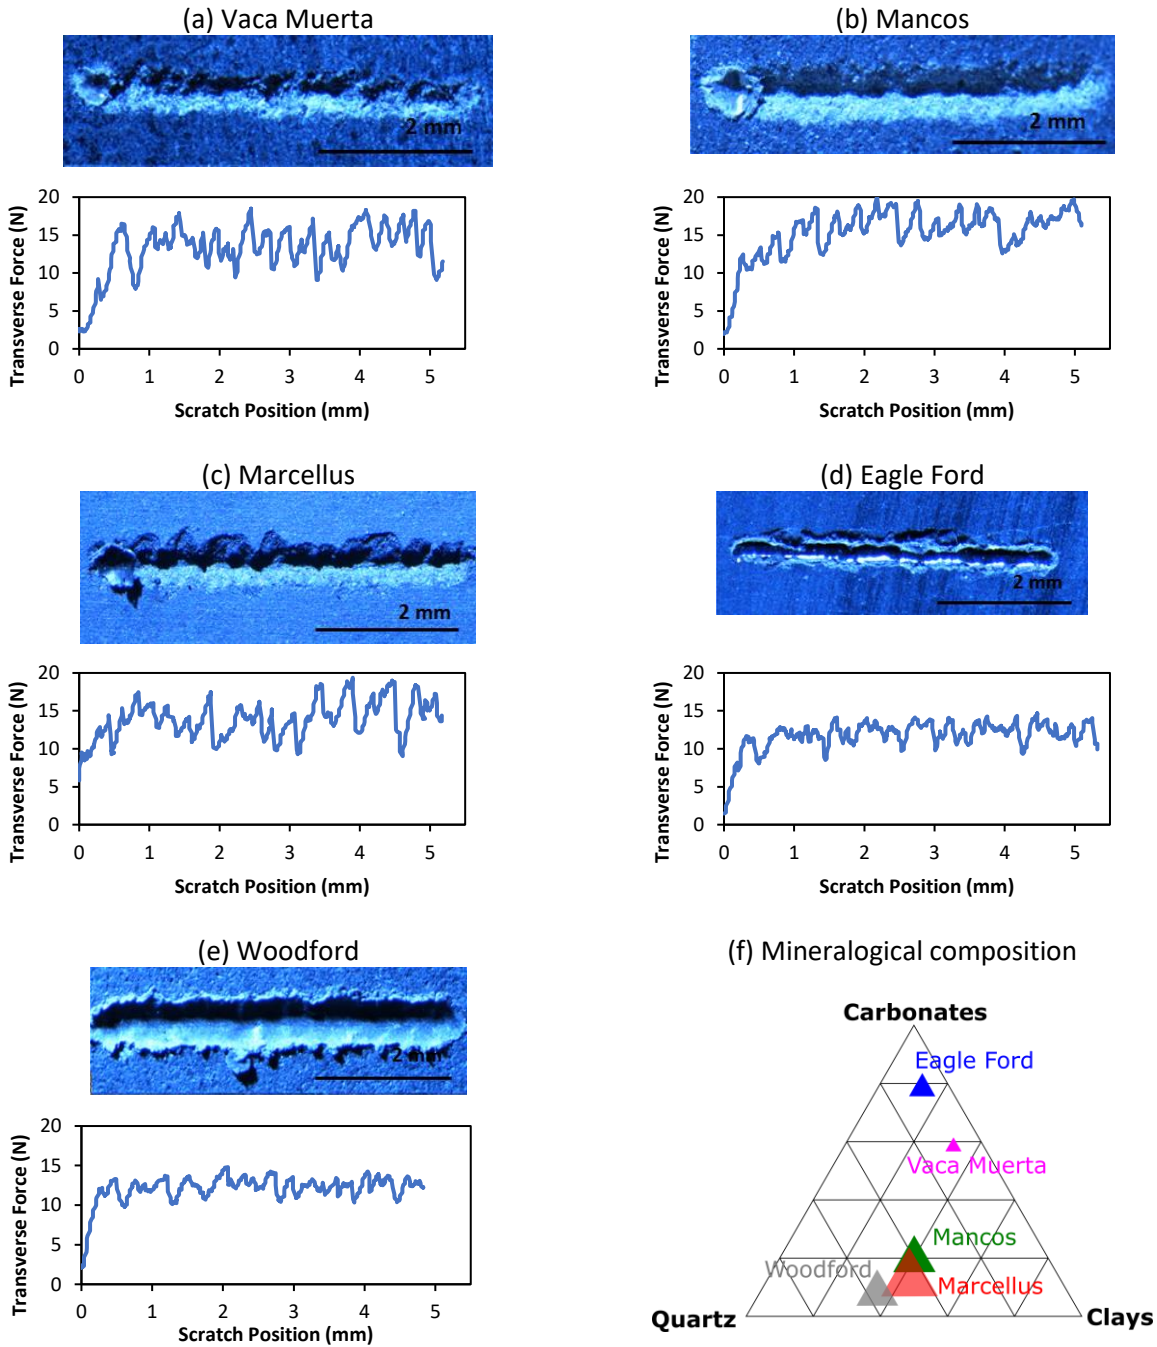 (a) Vaca Muerta
2 mm
20
15
10
5
0
Transverse Force (N)
0 1 2 3 4 5
Scratch Position (mm)
(b) Mancos
2 mm
20
15
10
5
0
Transverse Force (N)
0 1 2 3 4 5
Scratch Position (mm)
(c) Marcellus
2 mm
20
15
10
5
0
Transverse Force (N)
0 1 2 3 4 5
Scratch Position (mm)
(d) Eagle Ford
2 mm
20
15
10
5
0
Transverse Force (N)
0 1 2 3 4 5
Scratch Position (mm)
(e) Woodford
2 mm
20
15
10
5
0
Transverse Force (N)
0 1 2 3 4 5
Scratch Position (mm)
(f) Mineralogical composition
Carbonates
Eagle Ford
Vaca Muerta
Mancos
Woodford
Marcellus
Quartz
Clays